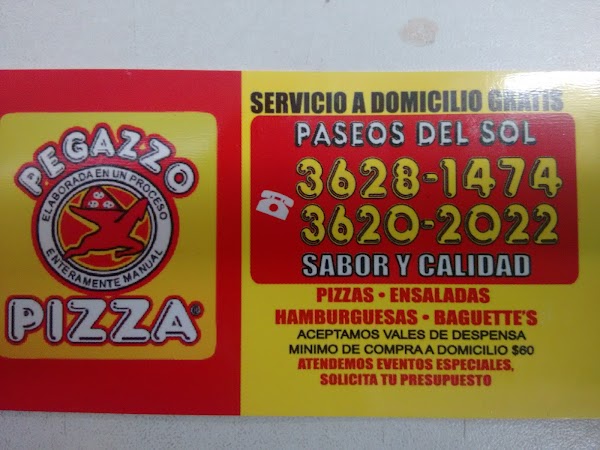 PEGAZZO
ELABORADA EN UN PROCESO
ENTERAMENTE MANUAL
PIZZA®
SERVICIO A DOMICILIO GRATIS
PASEOS DEL SOL
3628-1474
3620-2022
SABOR Y CALIDAD
PIZZAS • ENSALADAS
HAMBURGUESAS • BAGUETTE'S
ACEPTAMOS VALES DE DESPENSA
MINIMO DE COMPRA A DOMICILIO $60
ATENDEMOS EVENTOS ESPECIALES,
SOLICITA TU PRESUPUESTO